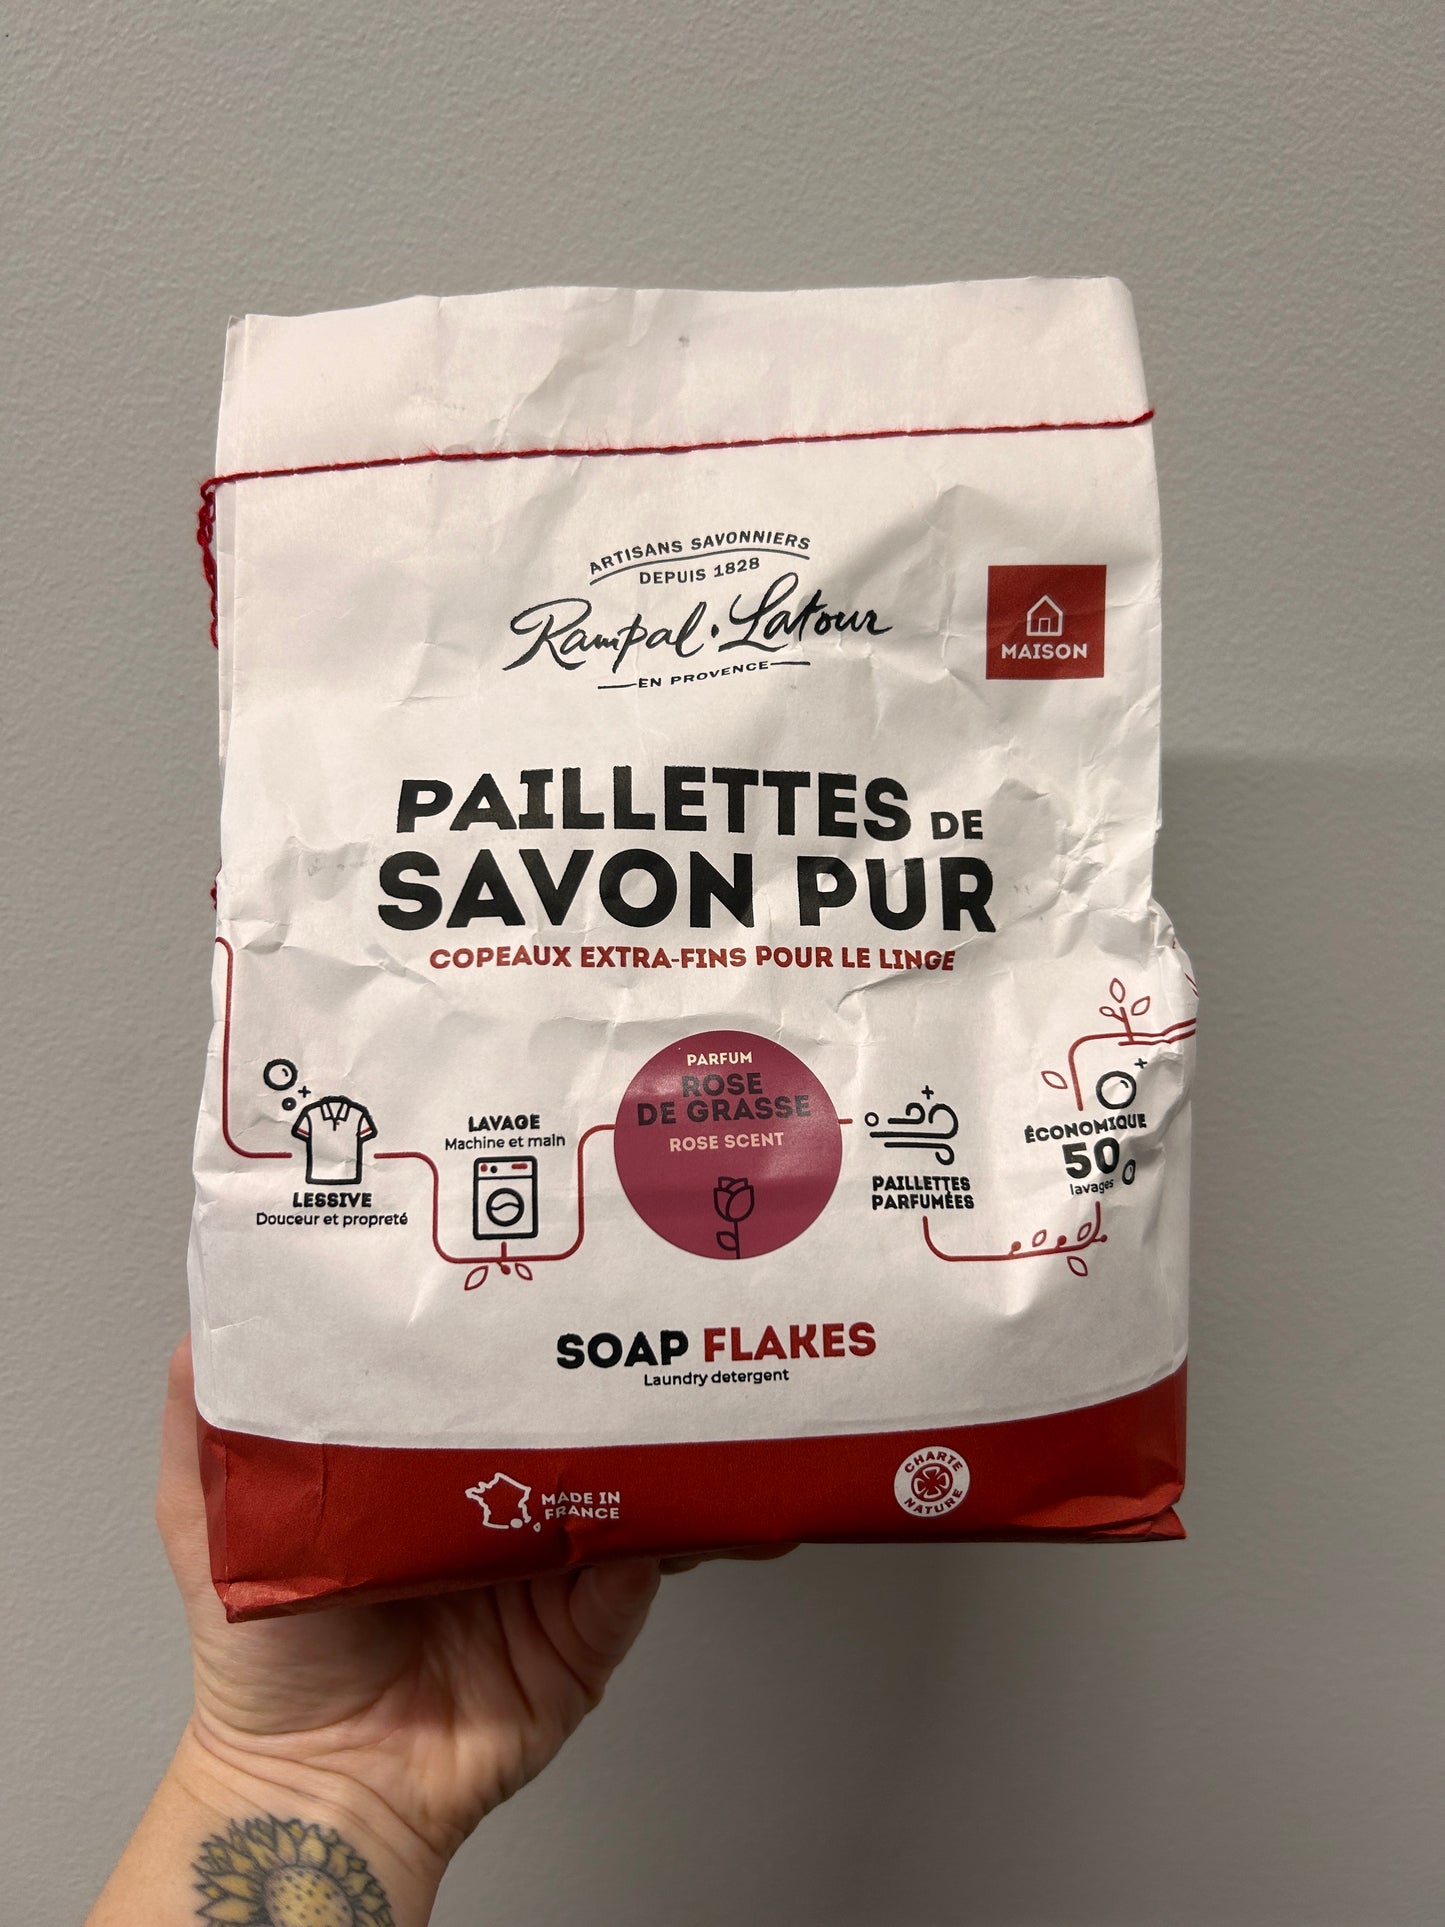 ARTISANS SAVONNIERS
DEPUIS 1828
Rampal·Latour
EN PROVENCE
MAISON
PAILLETTES DE
SAVON PUR
COPEAUX EXTRA-FINS POUR LE LINGE
PARFUM
ROSE
DE GRASSE
ROSE SCENT
LESSIVE
Douceur et propreté
LAVAGE
Machine et main
PAILLETTES
PARFUMÉES
ÉCONOMIQUE
50
lavages
SOAP FLAKES
Laundry detergent
MADE IN
FRANCE
CHARTE
NATURE